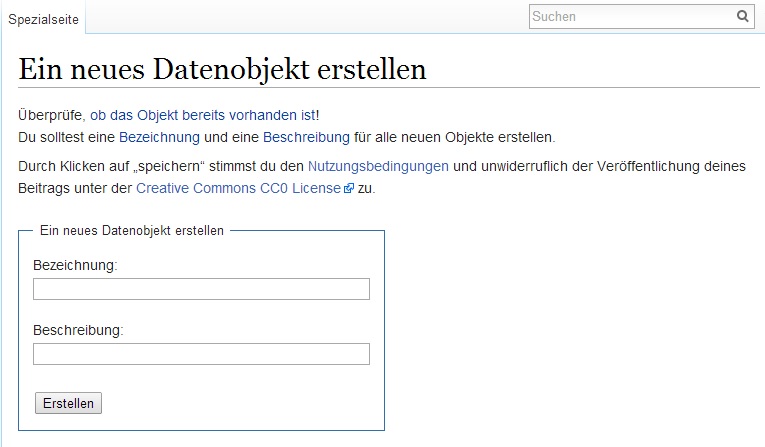 Spezialseite
Suchen
Ein neues Datenobjekt erstellen
Überprüfe, ob das Objekt bereits vorhanden ist!
Du solltest eine Bezeichnung und eine Beschreibung für alle neuen Objekte erstellen.
Durch Klicken auf „speichern“ stimmst du den Nutzungsbedingungen und unwiderruflich der Veröffentlichung deines
Beitrags unter der Creative Commons CC0 License zu.
Ein neues Datenobjekt erstellen
Bezeichnung:
Beschreibung:
Erstellen